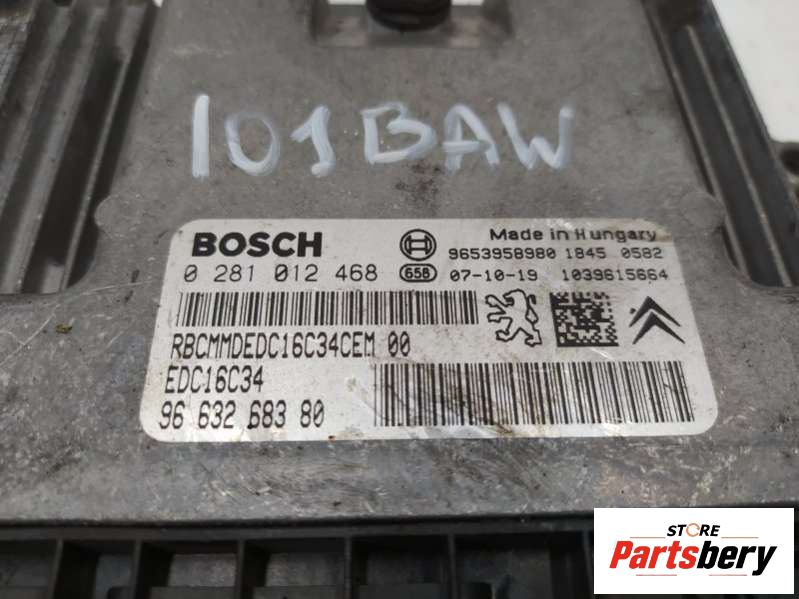 101BAW
BOSCH Made in Hungary
9653958980 1845 0582
0 281 012 468 658 07-10-19 1039615664
RBCMMDEDC16C34CEM 00
EDC16C34
96 632 683 80
STORE
Partsbery